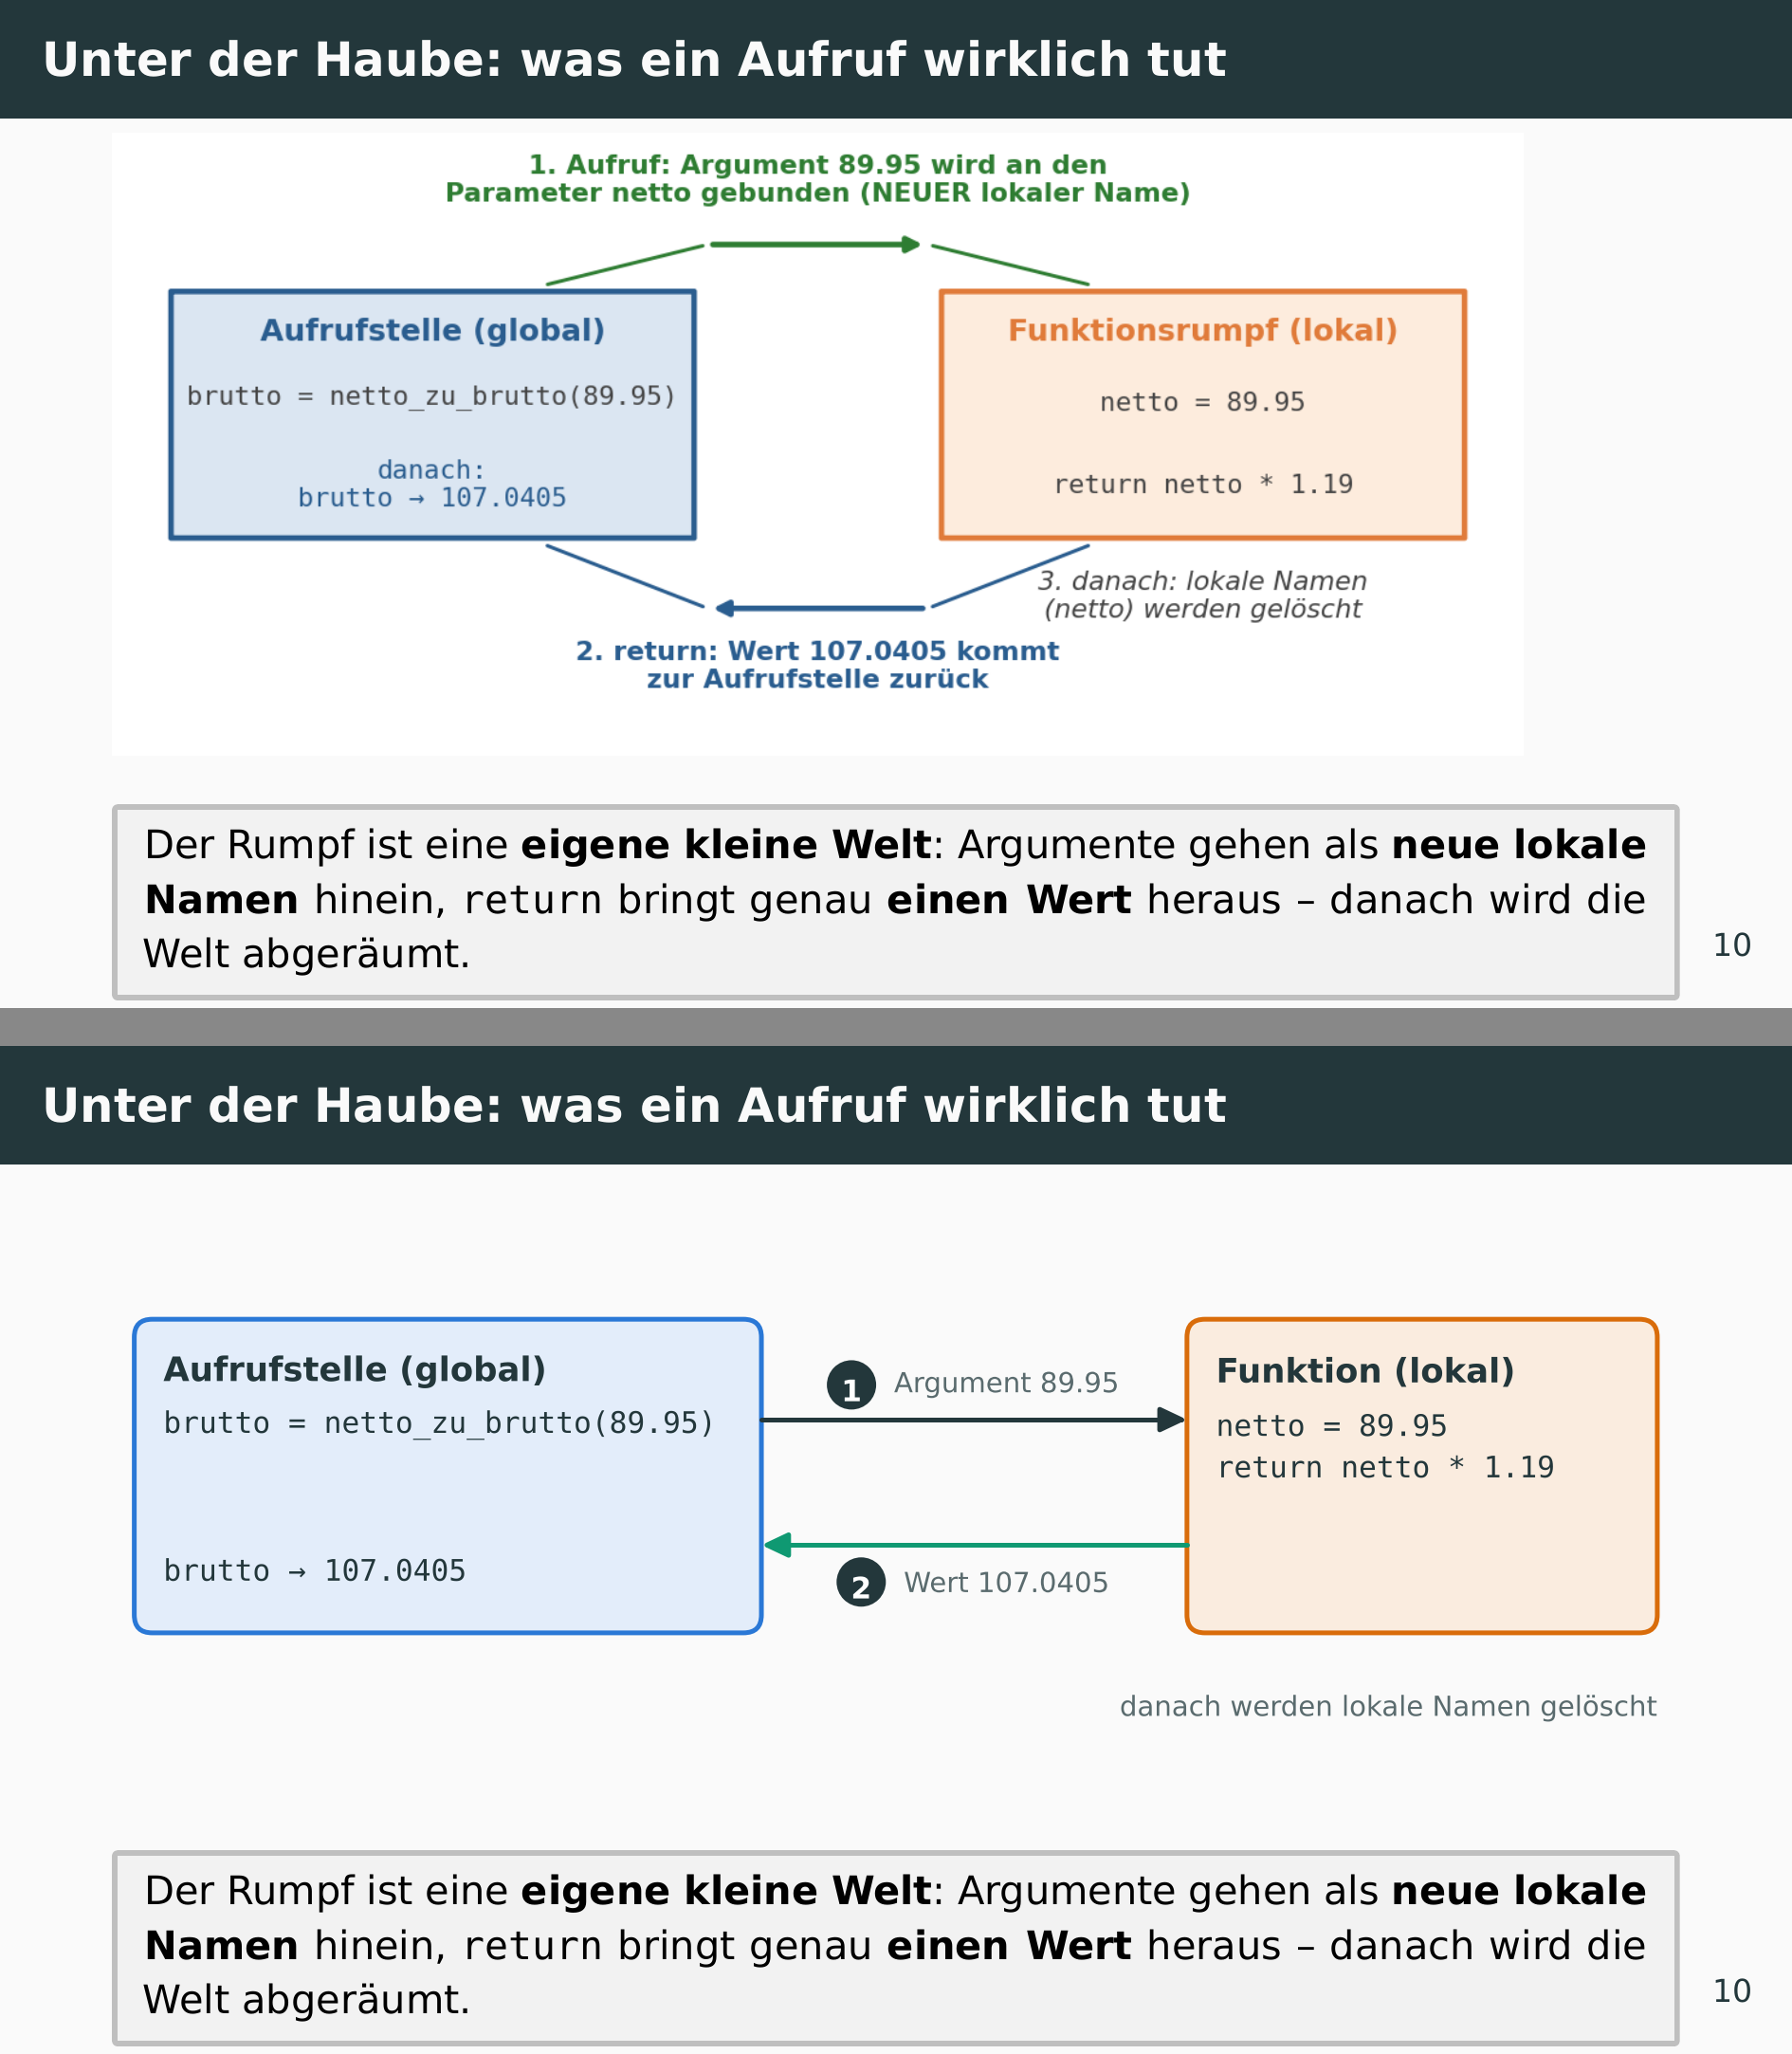 Unter der Haube: was ein Aufruf wirklich tut
1. Aufruf: Argument 89.95 wird an den
Parameter netto gebunden (NEUER lokaler Name)
Aufrufstelle (global)
brutto = netto_zu_brutto(89.95)
danach:
brutto → 107.0405
Funktionsrumpf (lokal)
netto = 89.95
return netto * 1.19
3. danach: lokale Namen
(netto) werden gelöscht
2. return: Wert 107.0405 kommt
zur Aufrufstelle zurück
Der Rumpf ist eine eigene kleine Welt: Argumente gehen als neue lokale
Namen hinein, return bringt genau einen Wert heraus – danach wird die
Welt abgeräumt.
10
Unter der Haube: was ein Aufruf wirklich tut
Aufrufstelle (global)
brutto = netto_zu_brutto(89.95)
brutto → 107.0405
1 Argument 89.95
2 Wert 107.0405
Funktion (lokal)
netto = 89.95
return netto * 1.19
danach werden lokale Namen gelöscht
Der Rumpf ist eine eigene kleine Welt: Argumente gehen als neue lokale
Namen hinein, return bringt genau einen Wert heraus – danach wird die
Welt abgeräumt.
10